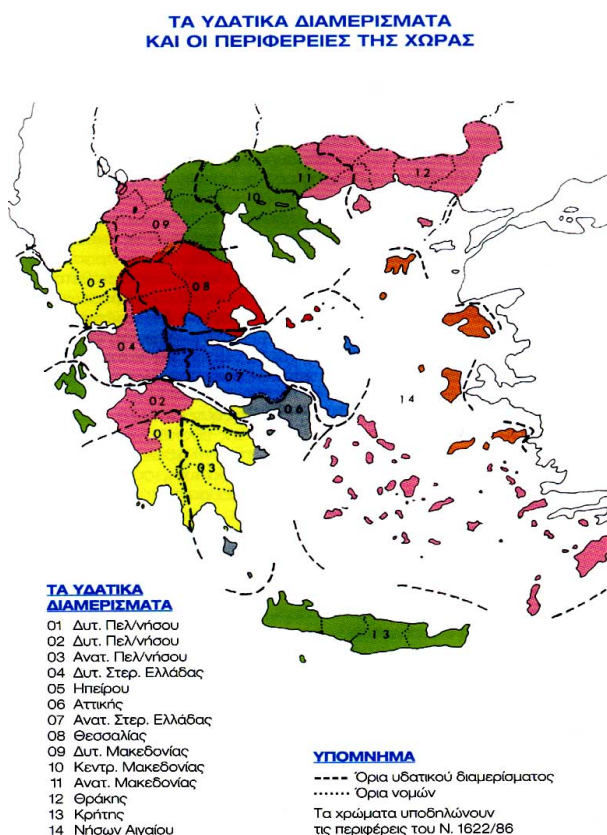 ΤΑ ΥΔΑΤΙΚΑ ΔΙΑΜΕΡΙΣΜΑΤΑ
ΚΑΙ ΟΙ ΠΕΡΙΦΕΡΕΙΕΣ ΤΗΣ ΧΩΡΑΣ
11
12
10
09
05
08
04
07
14
02
06
01
03
13
ΤΑ ΥΔΑΤΙΚΑ
ΔΙΑΜΕΡΙΣΜΑΤΑ
01 Δυτ. Πελ/νήσου
02 Δυτ. Πελ/νήσου
03 Ανατ. Πελ/νήσου
04 Δυτ. Στερ. Ελλάδας
05 Ηπείρου
06 Αττικής
07 Ανατ. Στερ. Ελλάδας
08 Θεσσαλίας
09 Δυτ. Μακεδονίας
10 Κεντρ. Μακεδονίας
11 Ανατ. Μακεδονίας
12 Θράκης
13 Κρήτης
14 Νήσων Αιγαίου
ΥΠΟΜΝΗΜΑ
Όρια υδατικού διαμερίσματος
Όρια νομών
Τα χρώματα υποδηλώνουν
τις περιφέρεις του Ν. 1622/86